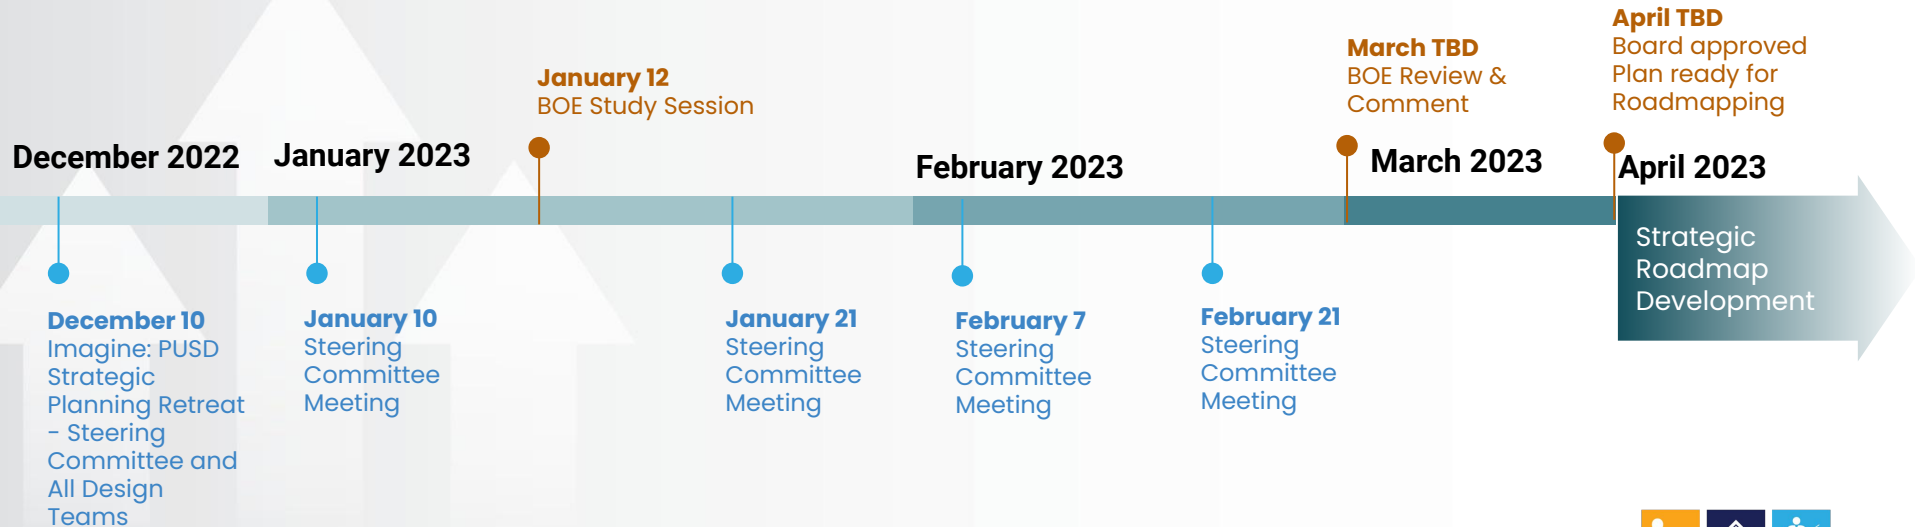 April TBD
Board approved
Plan ready for
Roadmapping
March TBD
BOE Review &
Comment
January 12
BOE Study Session
December 2022
January 2023
February 2023
March 2023
April 2023
Strategic
Roadmap
Development
December 10
Imagine: PUSD
Strategic
Planning Retreat
- Steering
Committee and
All Design
Teams
January 10
Steering
Committee
Meeting
January 21
Steering
Committee
Meeting
February 7
Steering
Committee
Meeting
February 21
Steering
Committee
Meeting